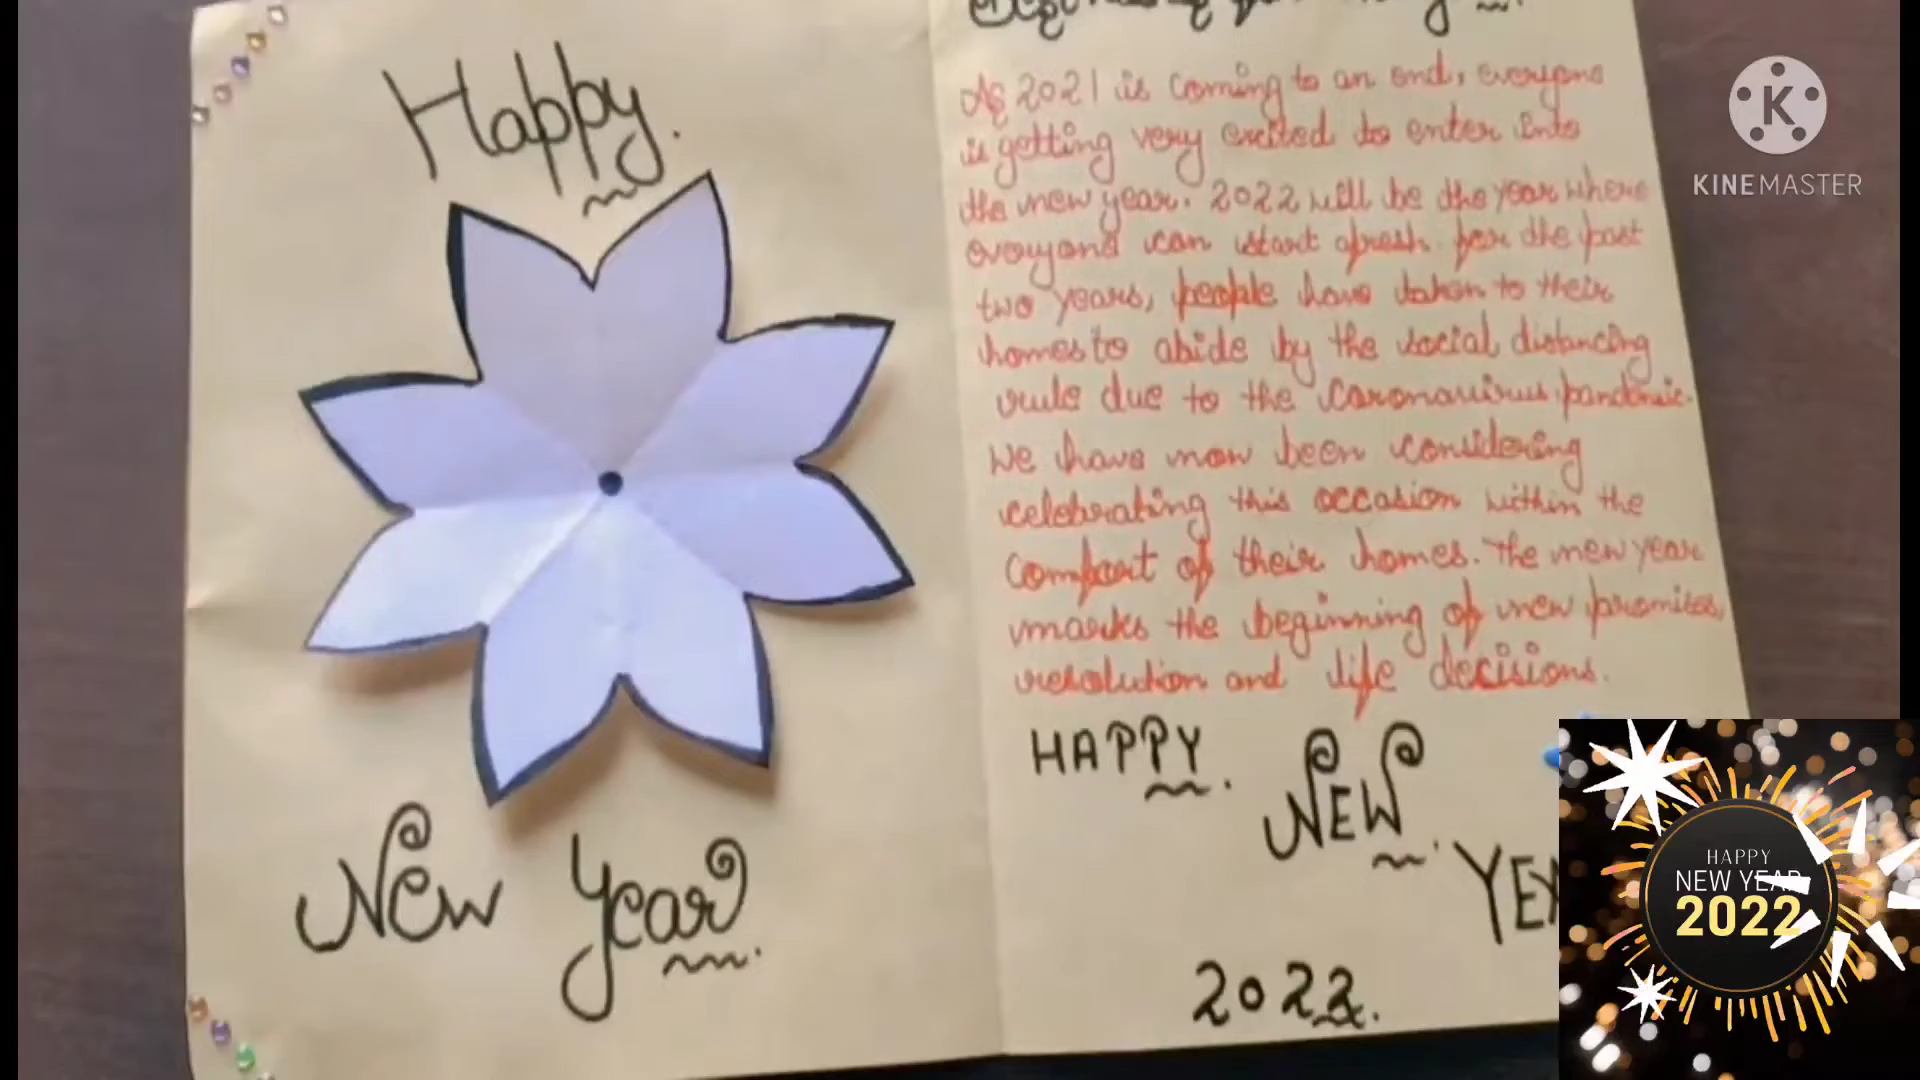 Happy.
New Year
As 2021 is coming to an end, everyone
is getting very excited to enter into
the new year. 2022 will be the year where
everyone can start afresh. For the past
two years, people have taken to their
homes to abide by the social distancing
rule due to the coronavirus pandemic.
We have now been considering
celebrating this occasion within the
comfort of their homes. The new year
marks the beginning of new promises,
resolution and life decisions.
HAPPY.
NEW.
YEA
2022.
KINEMASTER
HAPPY
NEW YEAR
2022